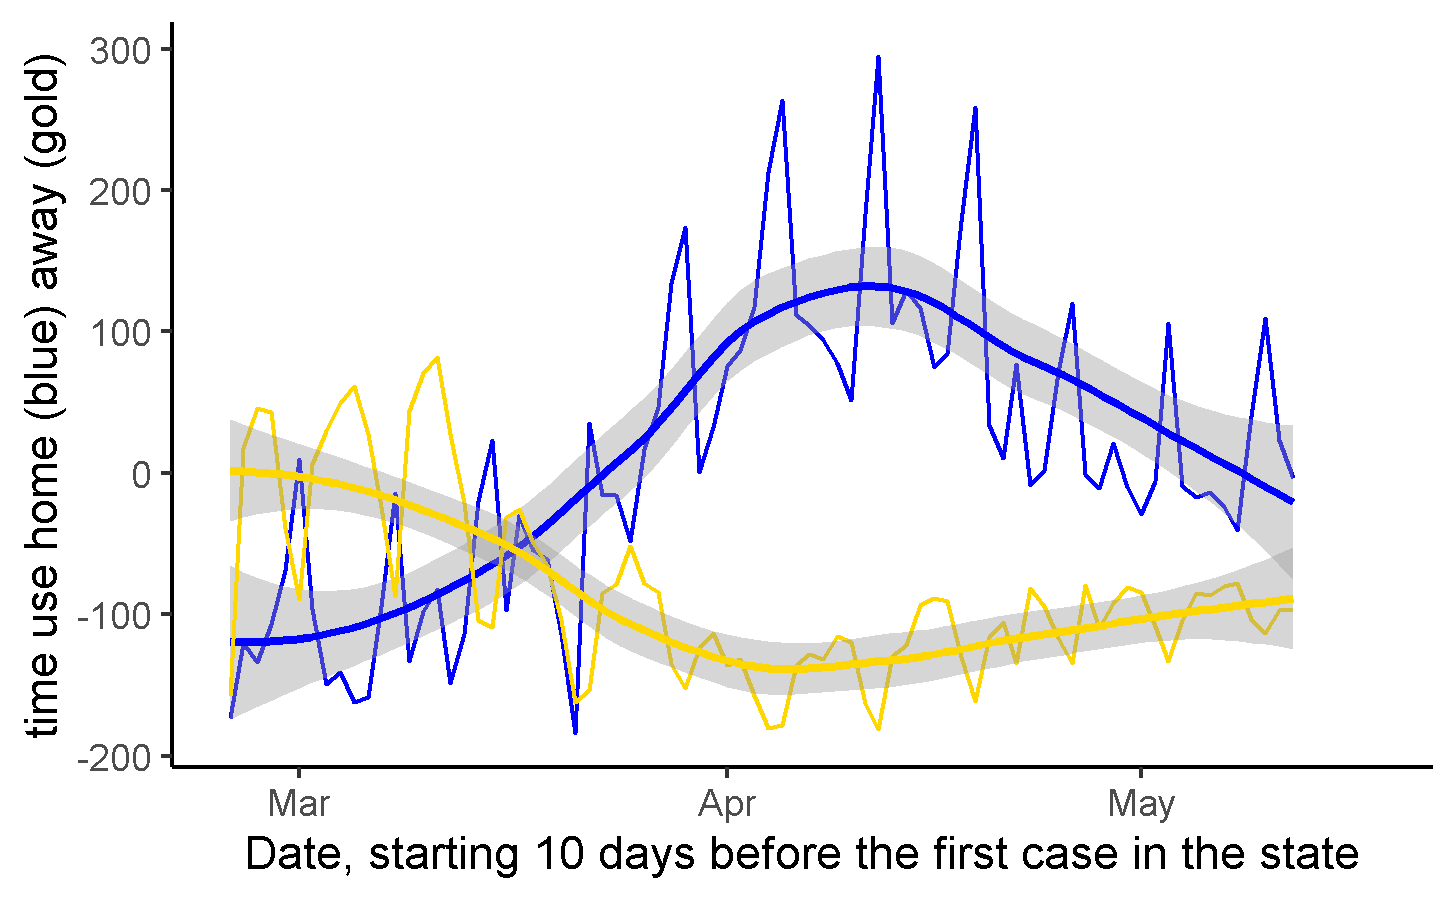 time use home (blue) away (gold)
300
200
100
0
-100
-200
Mar
Apr
May
Date, starting 10 days before the first case in the state